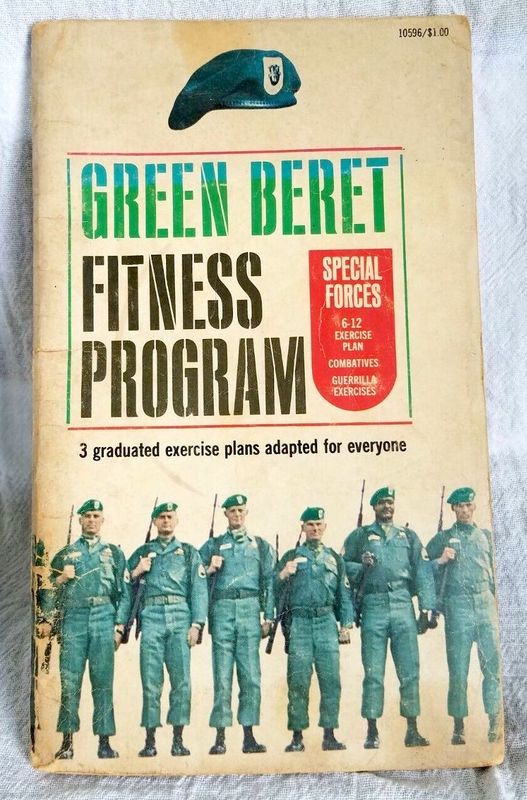 10596/$1.00
GREEN BERET
FITNESS
PROGRAM
SPECIAL
FORCES
6-12
EXERCISE
PLAN
COMBATIVES
GUERRILLA
EXERCISES
3 graduated exercise plans adapted for everyone